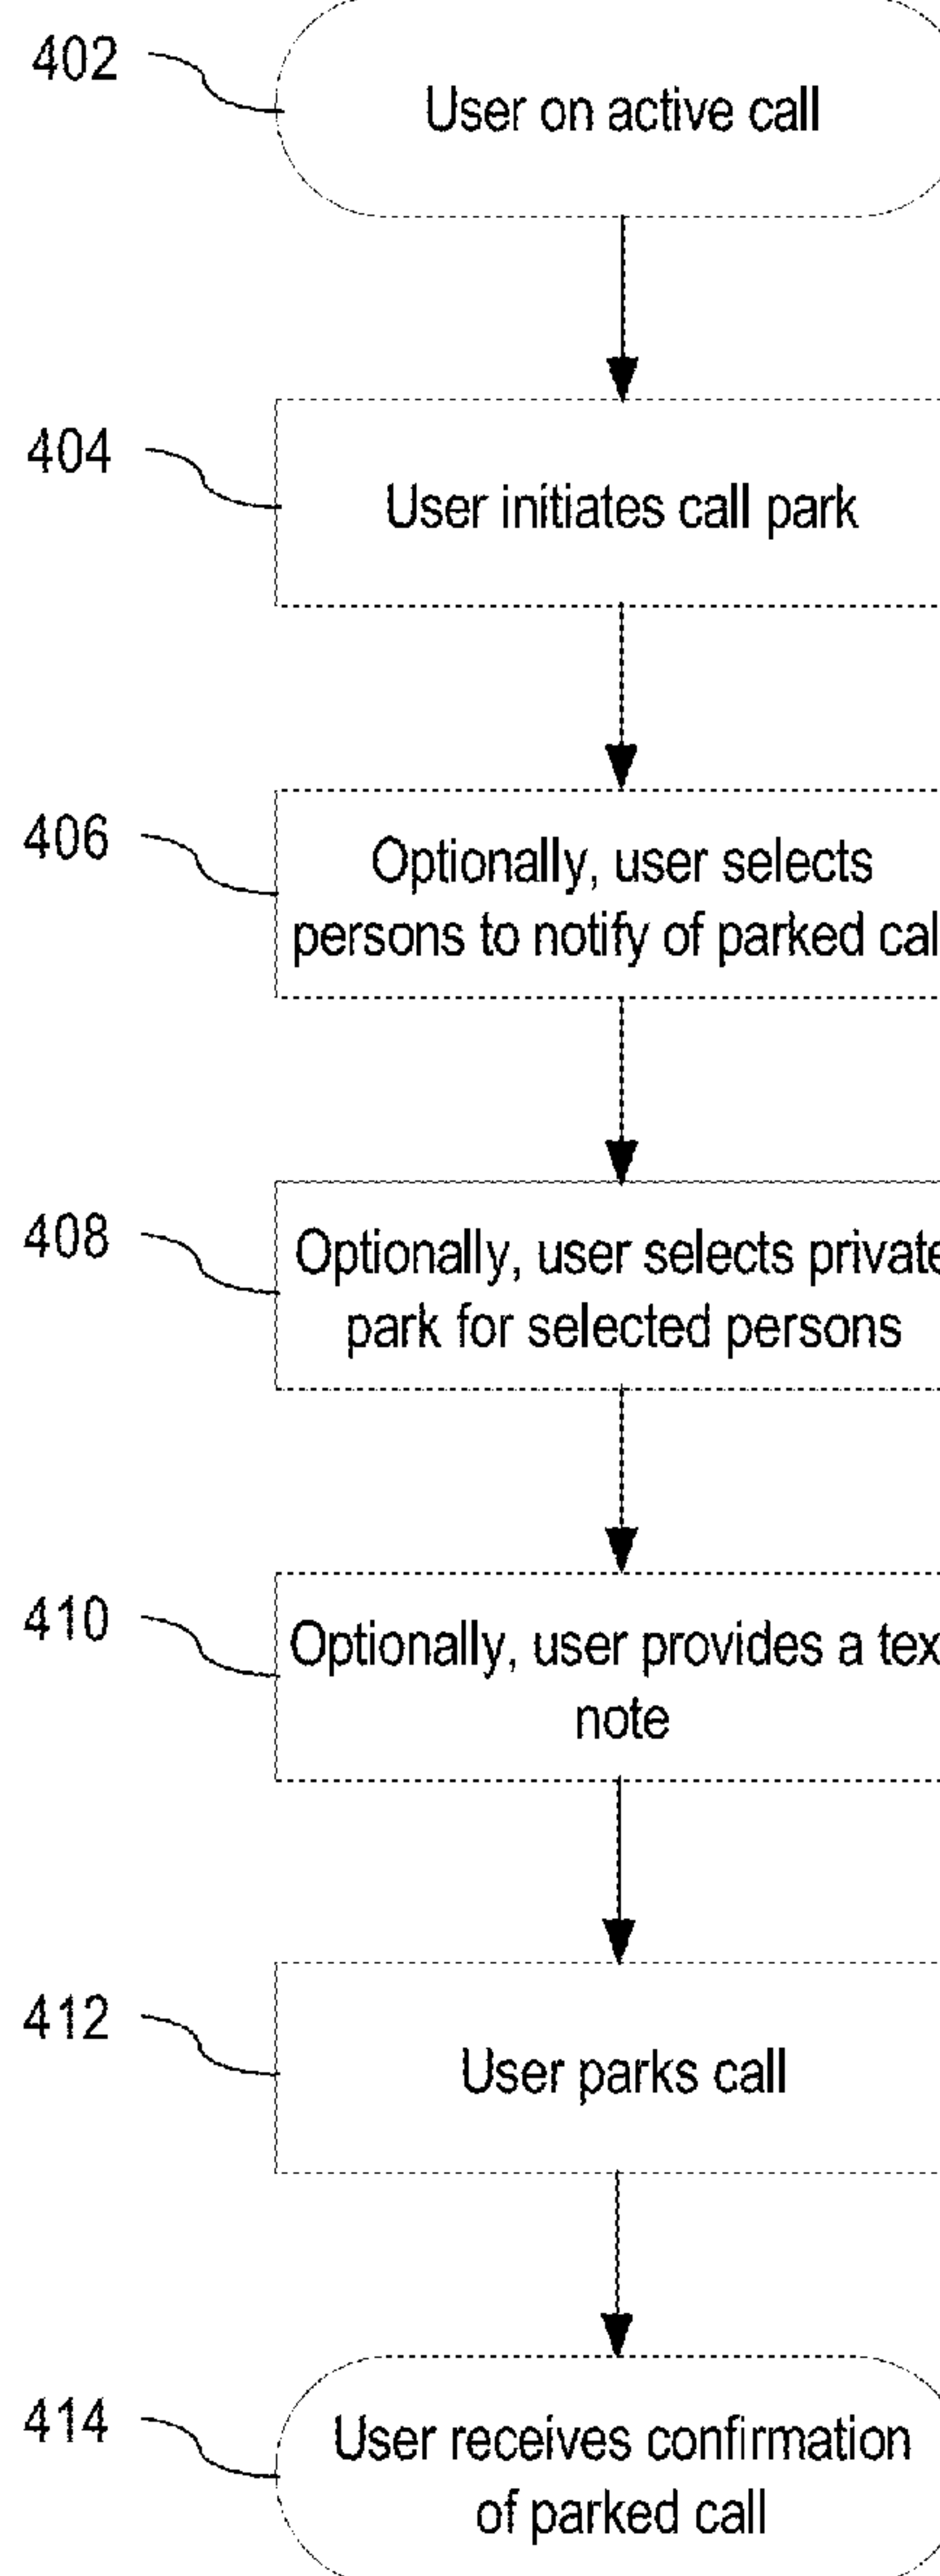 402
User on active call
404
User initiates call park
406
Optionally, user selects
persons to notify of parked cal
408
Optionally, user selects private
park for selected persons
410
Optionally, user provides a tex
note
412
User parks call
414
User receives confirmation
of parked call